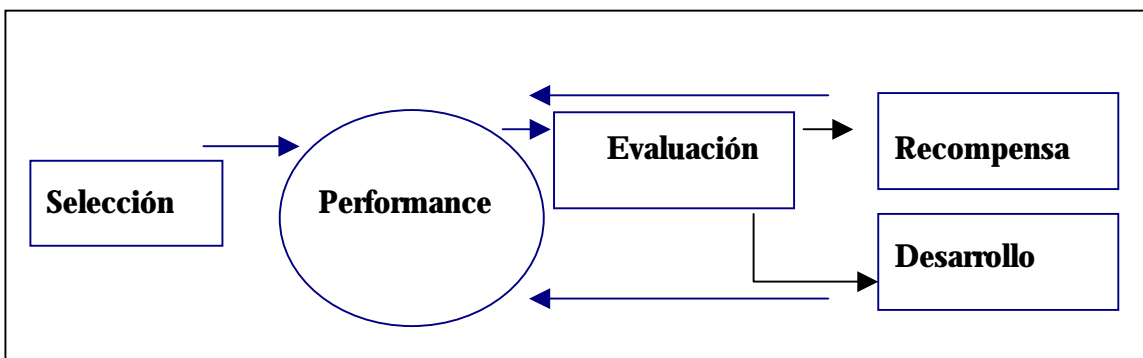 Selección
Performance
Evaluación
Recompensa
Desarrollo